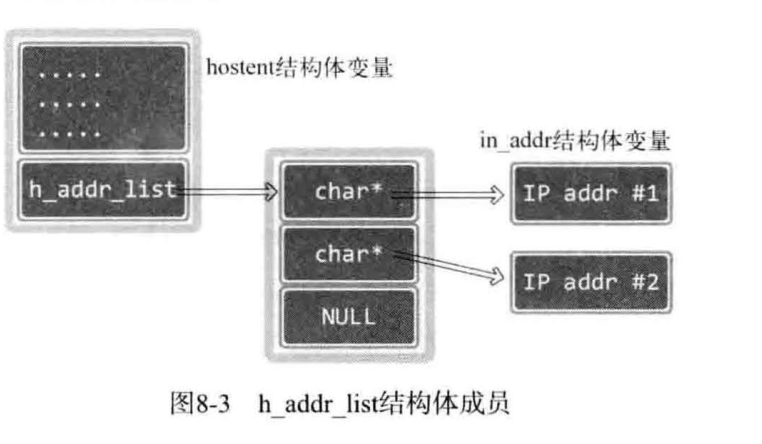 hostent结构体变量
.....
.....
.....
in_addr结构体变量
h_addr_list
char*
IP addr #1
char*
IP addr #2
NULL
图8-3 h_addr_list结构体成员